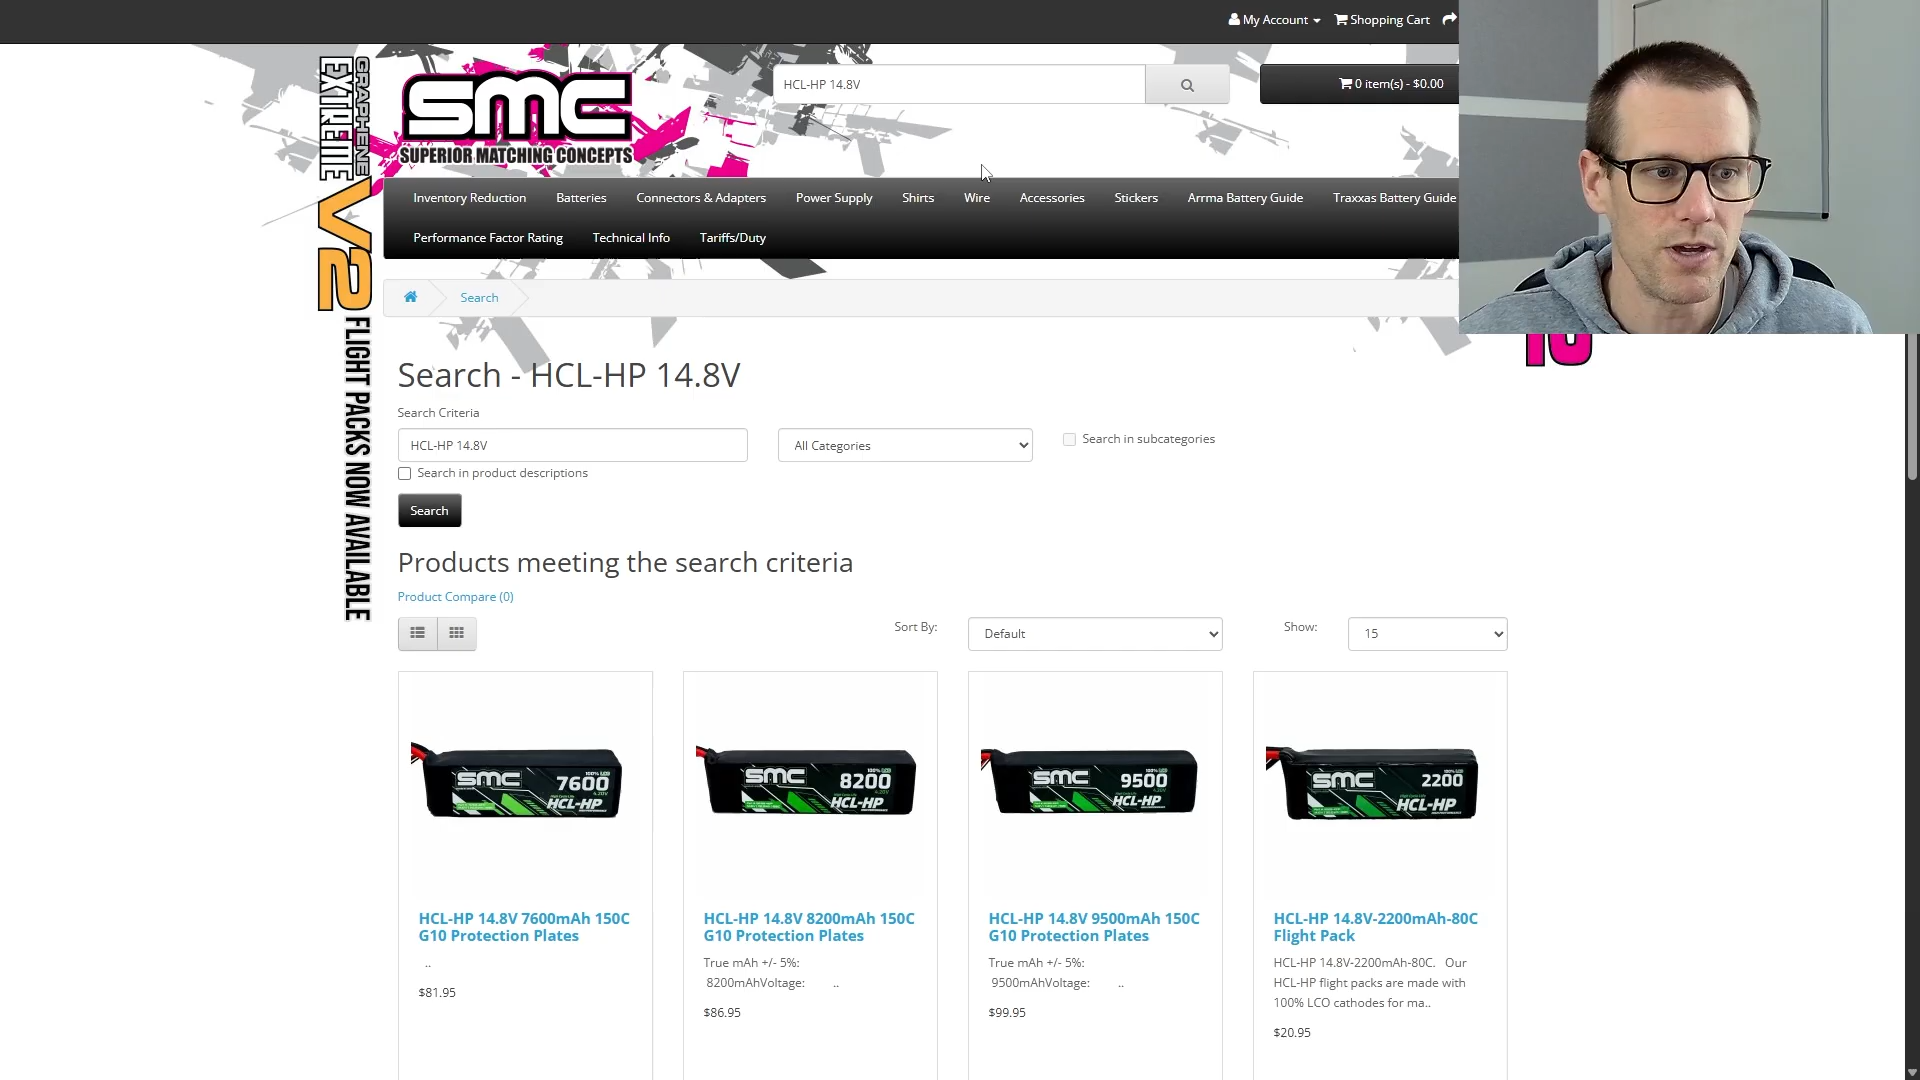 My Account
Shopping Cart
HCL-HP 14.8V
0 item(s) - $0.00
GRAPHENE
EXTREME
V2
FLIGHT PACKS NOW AVAILABLE
SMC
SUPERIOR MATCHING CONCEPTS
Inventory Reduction
Batteries
Connectors & Adapters
Power Supply
Shirts
Wire
Accessories
Stickers
Arrma Battery Guide
Traxxas Battery Guide
Performance Factor Rating
Technical Info
Tariffs/Duty
Search
Search - HCL-HP 14.8V
Search Criteria
HCL-HP 14.8V
All Categories
Search in subcategories
Search in product descriptions
Search
Products meeting the search criteria
Product Compare (0)
Sort By:
Default
Show:
15
SMC
7600
HCL-HP
SMC
8200
HCL-HP
SMC
9500
HCL-HP
SMC
2200
HCL-HP
HCL-HP 14.8V 7600mAh 150C
G10 Protection Plates
..
$81.95
HCL-HP 14.8V 8200mAh 150C
G10 Protection Plates
True mAh +/- 5%:
8200mAhVoltage: ..
$86.95
HCL-HP 14.8V 9500mAh 150C
G10 Protection Plates
True mAh +/- 5%:
9500mAhVoltage: ..
$99.95
HCL-HP 14.8V-2200mAh-80C
Flight Pack
HCL-HP 14.8V-2200mAh-80C. Our
HCL-HP flight packs are made with
100% LCO cathodes for ma..
$20.95